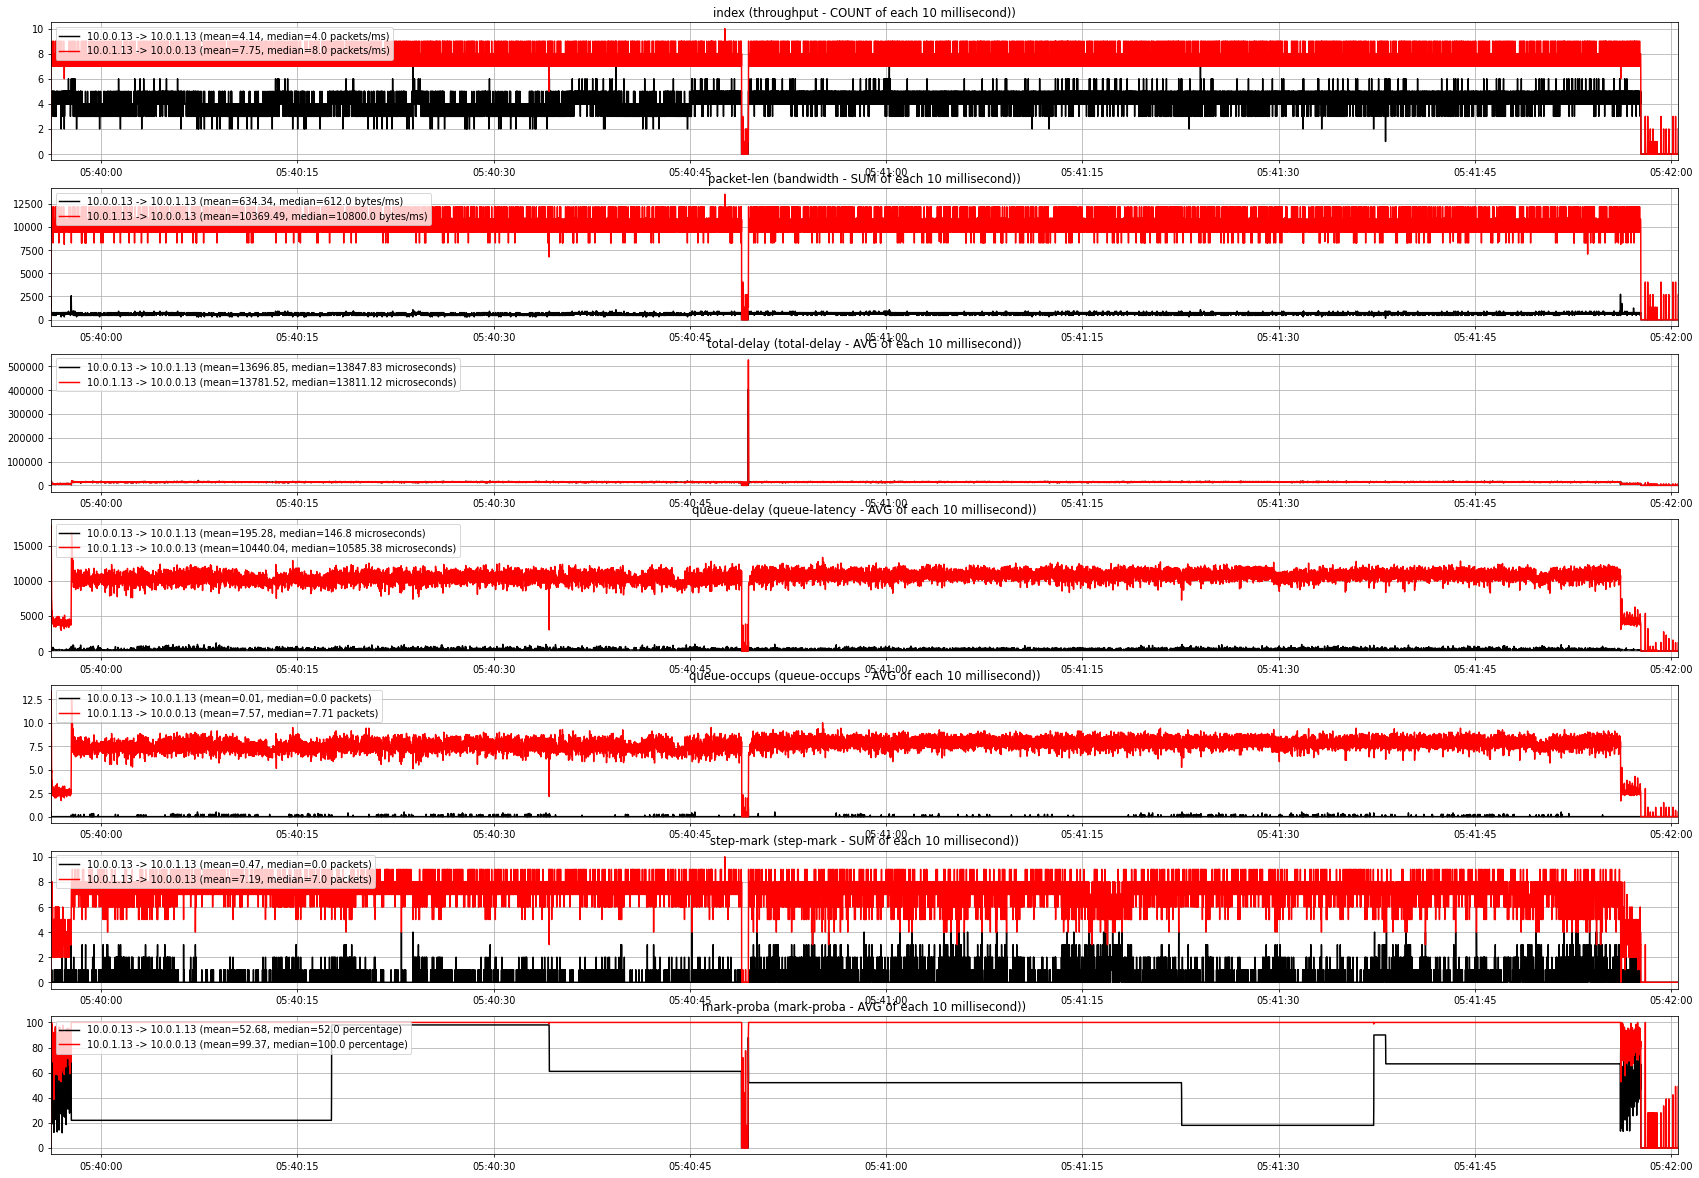 index (throughput - COUNT of each 10 millisecond))
10.0.0.13 -> 10.0.1.13 (mean=4.14, median=4.0 packets/ms)
10.0.1.13 -> 10.0.0.13 (mean=7.75, median=8.0 packets/ms)
10
8
6
4
2
0
05:40:00 05:40:15 05:40:30 05:40:45 05:41:00 05:41:15 05:41:30 05:41:45 05:42:00
packet-len (bandwidth - SUM of each 10 millisecond))
10.0.0.13 -> 10.0.1.13 (mean=634.34, median=612.0 bytes/ms)
10.0.1.13 -> 10.0.0.13 (mean=10369.49, median=10800.0 bytes/ms)
12500
10000
7500
5000
2500
0
05:40:00 05:40:15 05:40:30 05:40:45 05:41:00 05:41:15 05:41:30 05:41:45 05:42:00
total-delay (total-delay - AVG of each 10 millisecond))
10.0.0.13 -> 10.0.1.13 (mean=13696.85, median=13847.83 microseconds)
10.0.1.13 -> 10.0.0.13 (mean=13781.52, median=13811.12 microseconds)
500000
400000
300000
200000
100000
0
05:40:00 05:40:15 05:40:30 05:40:45 05:41:00 05:41:15 05:41:30 05:41:45 05:42:00
queue-delay (queue-latency - AVG of each 10 millisecond))
10.0.0.13 -> 10.0.1.13 (mean=195.28, median=146.8 microseconds)
10.0.1.13 -> 10.0.0.13 (mean=10440.04, median=10585.38 microseconds)
15000
10000
5000
0
05:40:00 05:40:15 05:40:30 05:40:45 05:41:00 05:41:15 05:41:30 05:41:45 05:42:00
queue-occups (queue-occups - AVG of each 10 millisecond))
10.0.0.13 -> 10.0.1.13 (mean=0.01, median=0.0 packets)
10.0.1.13 -> 10.0.0.13 (mean=7.57, median=7.71 packets)
12.5
10.0
7.5
5.0
2.5
0.0
05:40:00 05:40:15 05:40:30 05:40:45 05:41:00 05:41:15 05:41:30 05:41:45 05:42:00
step-mark (step-mark - SUM of each 10 millisecond))
10.0.0.13 -> 10.0.1.13 (mean=0.47, median=0.0 packets)
10.0.1.13 -> 10.0.0.13 (mean=7.19, median=7.0 packets)
10
8
6
4
2
0
05:40:00 05:40:15 05:40:30 05:40:45 05:41:00 05:41:15 05:41:30 05:41:45 05:42:00
mark-proba (mark-proba - AVG of each 10 millisecond))
10.0.0.13 -> 10.0.1.13 (mean=52.68, median=52.0 percentage)
10.0.1.13 -> 10.0.0.13 (mean=99.37, median=100.0 percentage)
100
80
60
40
20
0
05:40:00 05:40:15 05:40:30 05:40:45 05:41:00 05:41:15 05:41:30 05:41:45 05:42:00